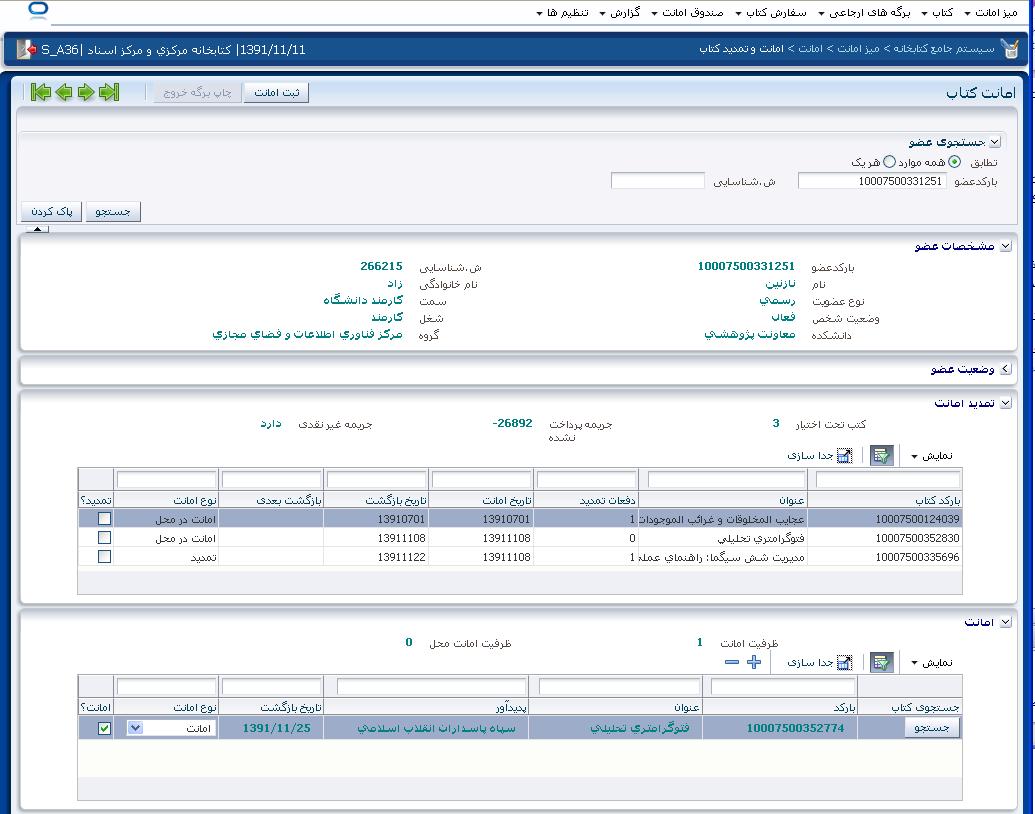 میز امانت کتاب برگه های ارجاعی سفارش کتاب صندوق امانت گزارش تنظیم ها
سیستم جامع کتابخانه > میز امانت > امانت > امانت و تمدید کتاب
1391/11/11| کتابخانه مرکزي و مرکز اسناد |S_A36
امانت کتاب
ثبت امانت چاپ برگه خروج
جستجوی عضو
تطابق همه موارد هر یک
بارکدعضو 10007500331251 ش.شناسایی
جستجو پاک کردن
مشخصات عضو
بارکدعضو 10007500331251 ش.شناسایی 266215
نام نازنين نام خانوادگی زاد
نوع عضویت رسمي سمت کارمند دانشگاه
وضعیت شخص فعال شغل کارمند
دانشکده معاونت پژوهشي گروه مرکز فناوري اطلاعات و فضاي مجازي
وضعیت عضو
تمدید امانت
کتب تحت اختیار 3 جریمه پرداخت نشده 26892- جریمه غیر نقدی دارد
نمایش جدا سازی
بارکد کتاب عنوان دفعات تمدید تاریخ امانت تاریخ بازگشت بازگشت بعدی نوع امانت تمدید؟
10007500124039 عجايب المخلوقات و غرائب الموجودات 1 13910701 13910701 امانت در محل
10007500352830 فتوگرامتري تحليلي 0 13911108 13911108 امانت در محل
10007500335696 مديريت شش سيگما: راهنماي عملي 1 13911108 13911122 تمدید
امانت
ظرفیت امانت 1 ظرفیت امانت محل 0
نمایش جدا سازی
جستجوی کتاب بارکد عنوان پدیدآور تاریخ بازگشت نوع امانت امانت؟
جستجو 10007500352774 فتوگرامتري تحليلي سپاه پاسداران انقلاب اسلامي 1391/11/25 امانت